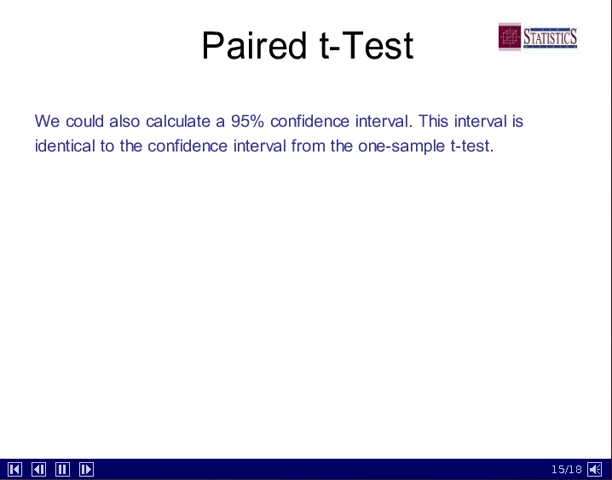 Paired t-Test
STATISTICS
We could also calculate a 95% confidence interval. This interval is
identical to the confidence interval from the one-sample t-test.
15/18